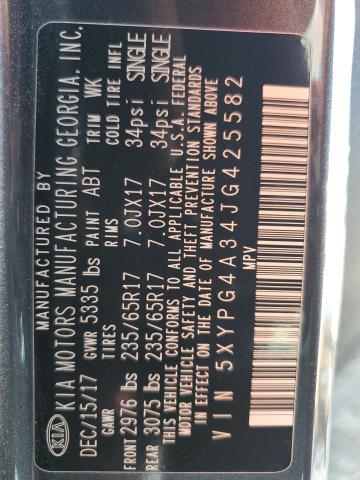 MANUFACTURED BY
KIA KIA MOTORS MANUFACTURING GEORGIA, INC.
DEC/15/17 GVWR 5335 lbs PAINT ABT TRIM WK
GAWR TIRES RIMS COLD TIRE INFL
FRONT 2976 lbs 235/65R17 7.0JX17 34psi SINGLE
REAR 3075 lbs 235/65R17 7.0JX17 34psi SINGLE
THIS VEHICLE CONFORMS TO ALL APPLICABLE U.S.A. FEDERAL
MOTOR VEHICLE SAFETY AND THEFT PREVENTION STANDARDS
IN EFFECT ON THE DATE OF MANUFACTURE SHOWN ABOVE
VIN 5XYPG4A34JG425582
MPV